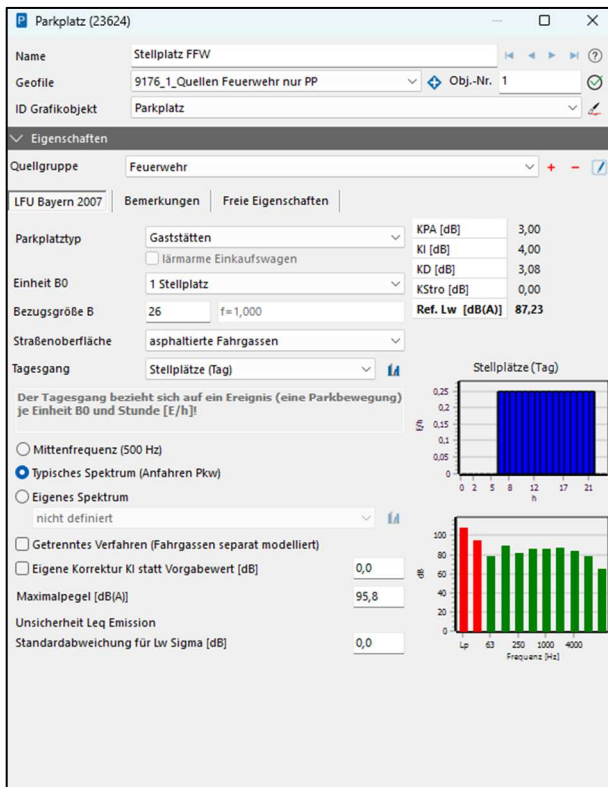 Parkplatz (23624)
Name Stellplatz FFW
Geofile 9176_1_Quellen Feuerwehr nur PP Obj.-Nr. 1
ID Grafikobjekt Parkplatz
Eigenschaften
Quellgruppe Feuerwehr
LFU Bayern 2007 Bemerkungen Freie Eigenschaften
Parkplatztyp Gaststätten
lärmarme Einkaufswagen
Einheit B0 1 Stellplatz
Bezugsgröße B 26 f=1,000
Straßenoberfläche asphaltierte Fahrgassen
Tagesgang Stellplätze (Tag)
Der Tagesgang bezieht sich auf ein Ereignis (eine Parkbewegung)
je Einheit B0 und Stunde [E/h]!
Mittenfrequenz (500 Hz)
Typisches Spektrum (Anfahren Pkw)
Eigenes Spektrum
nicht definiert
Getrenntes Verfahren (Fahrgassen separat modelliert)
Eigene Korrektur KI statt Vorgabewert [dB] 0,0
Maximalpegel [dB(A)] 95,8
Unsicherheit Leq Emission
Standardabweichung für Lw Sigma [dB] 0,0
KPA [dB] 3,00
KI [dB] 4,00
KD [dB] 3,08
KStro [dB] 0,00
Ref. Lw [dB(A)] 87,23
Stellplätze (Tag)
E/h
0,25
0,2
0,15
0,1
0,05
0
0 2 5 8 12 17 21
h
dB
100
80
60
40
20
0
Lp 63 250 1000 4000
Frequenz [Hz]